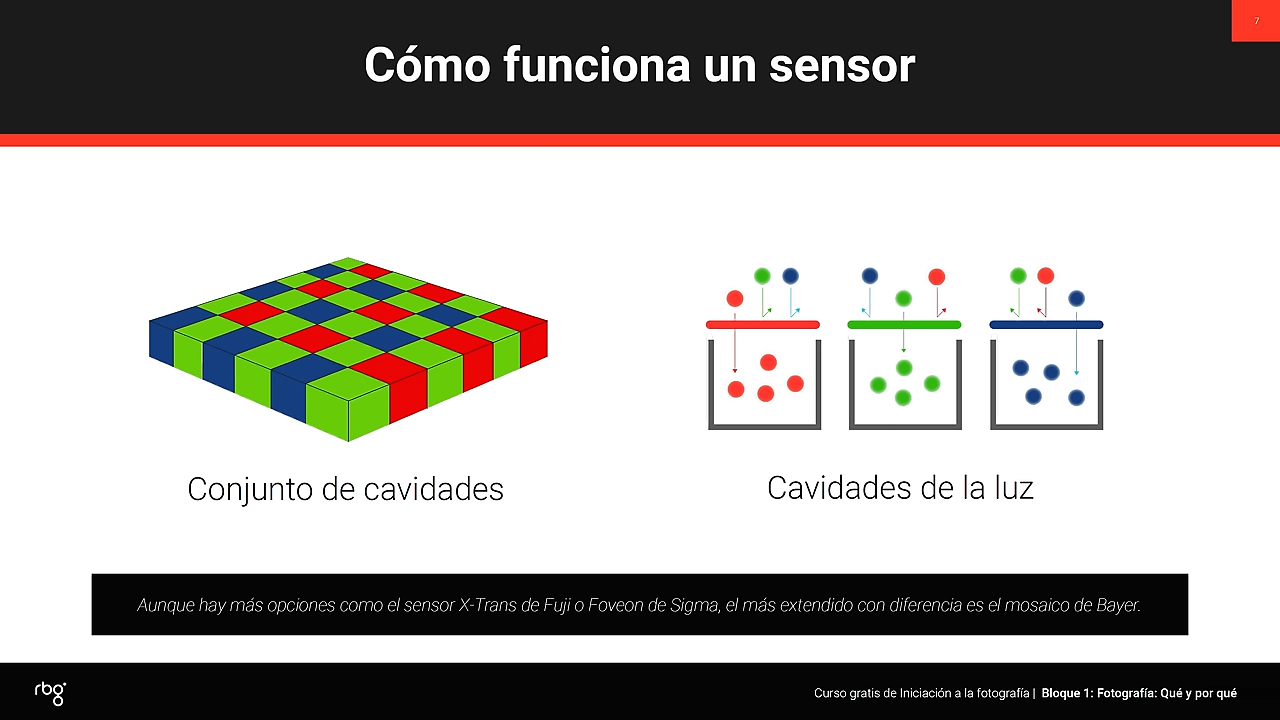 7
Cómo funciona un sensor
Conjunto de cavidades
Cavidades de la luz
Aunque hay más opciones como el sensor X-Trans de Fuji o Foveon de Sigma, el más extendido con diferencia es el mosaico de Bayer.
rbg
Curso gratis de Iniciación a la fotografía | Bloque 1: Fotografía: Qué y por qué